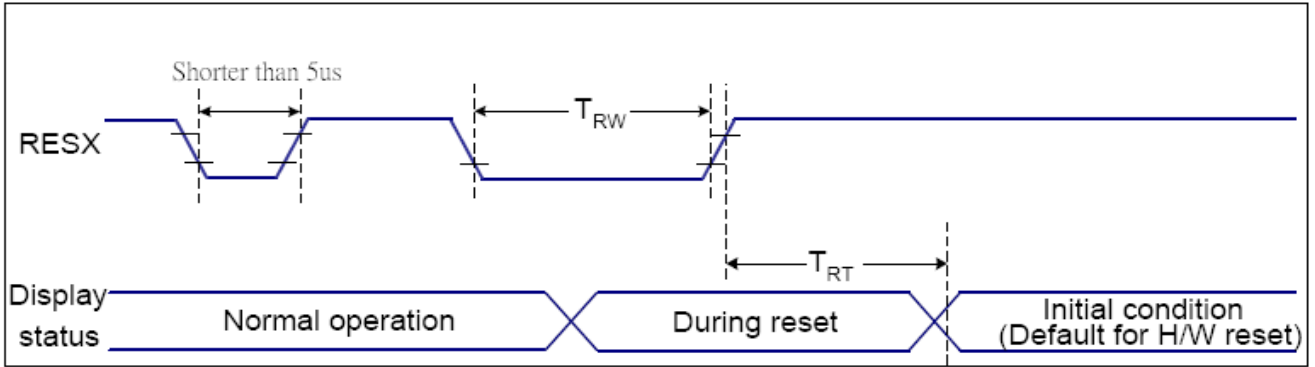 Shorter than 5us
RESX
TRW
TRT
Display
status
Normal operation
During reset
Initial condition
(Default for H/W reset)